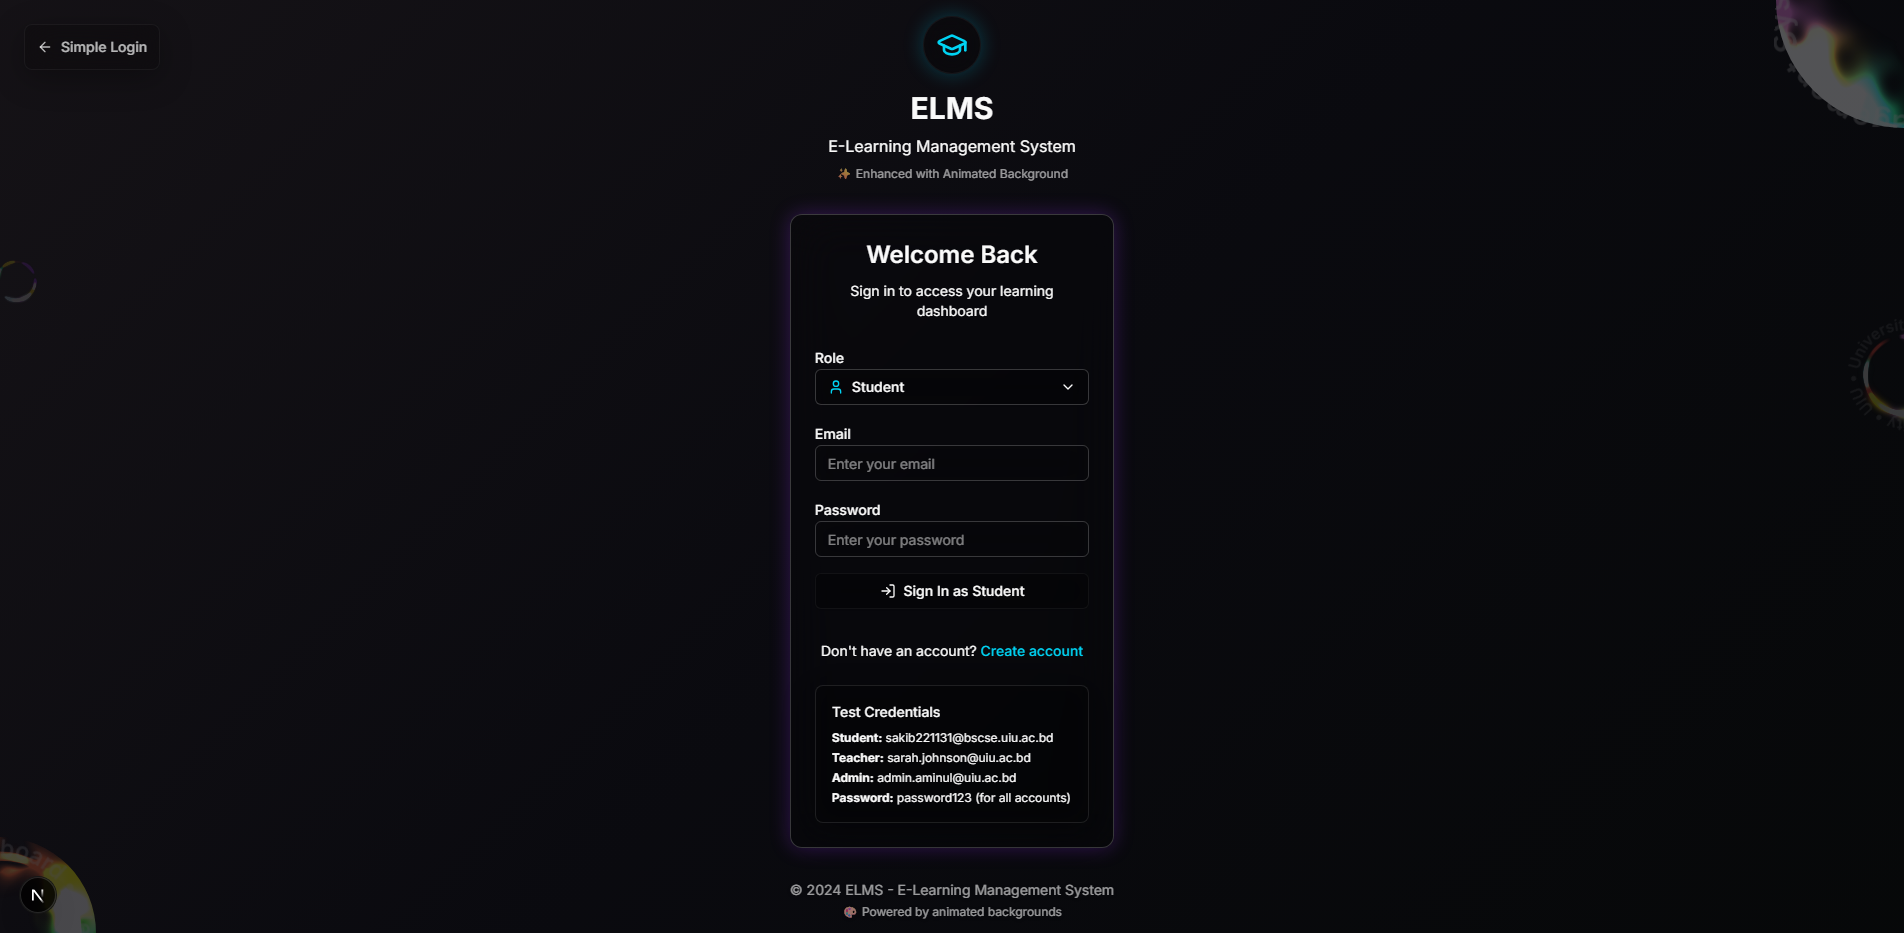 Simple Login
ELMS
E-Learning Management System
✨ Enhanced with Animated Background
Welcome Back
Sign in to access your learning
dashboard
Role
Student
Email
Enter your email
Password
Enter your password
Sign In as Student
Don't have an account? Create account
Test Credentials
Student: sakib221131@bscse.uiu.ac.bd
Teacher: sarah.johnson@uiu.ac.bd
Admin: admin.aminul@uiu.ac.bd
Password: password123 (for all accounts)
© 2024 ELMS - E-Learning Management System
🎨 Powered by animated backgrounds
UIU •
N